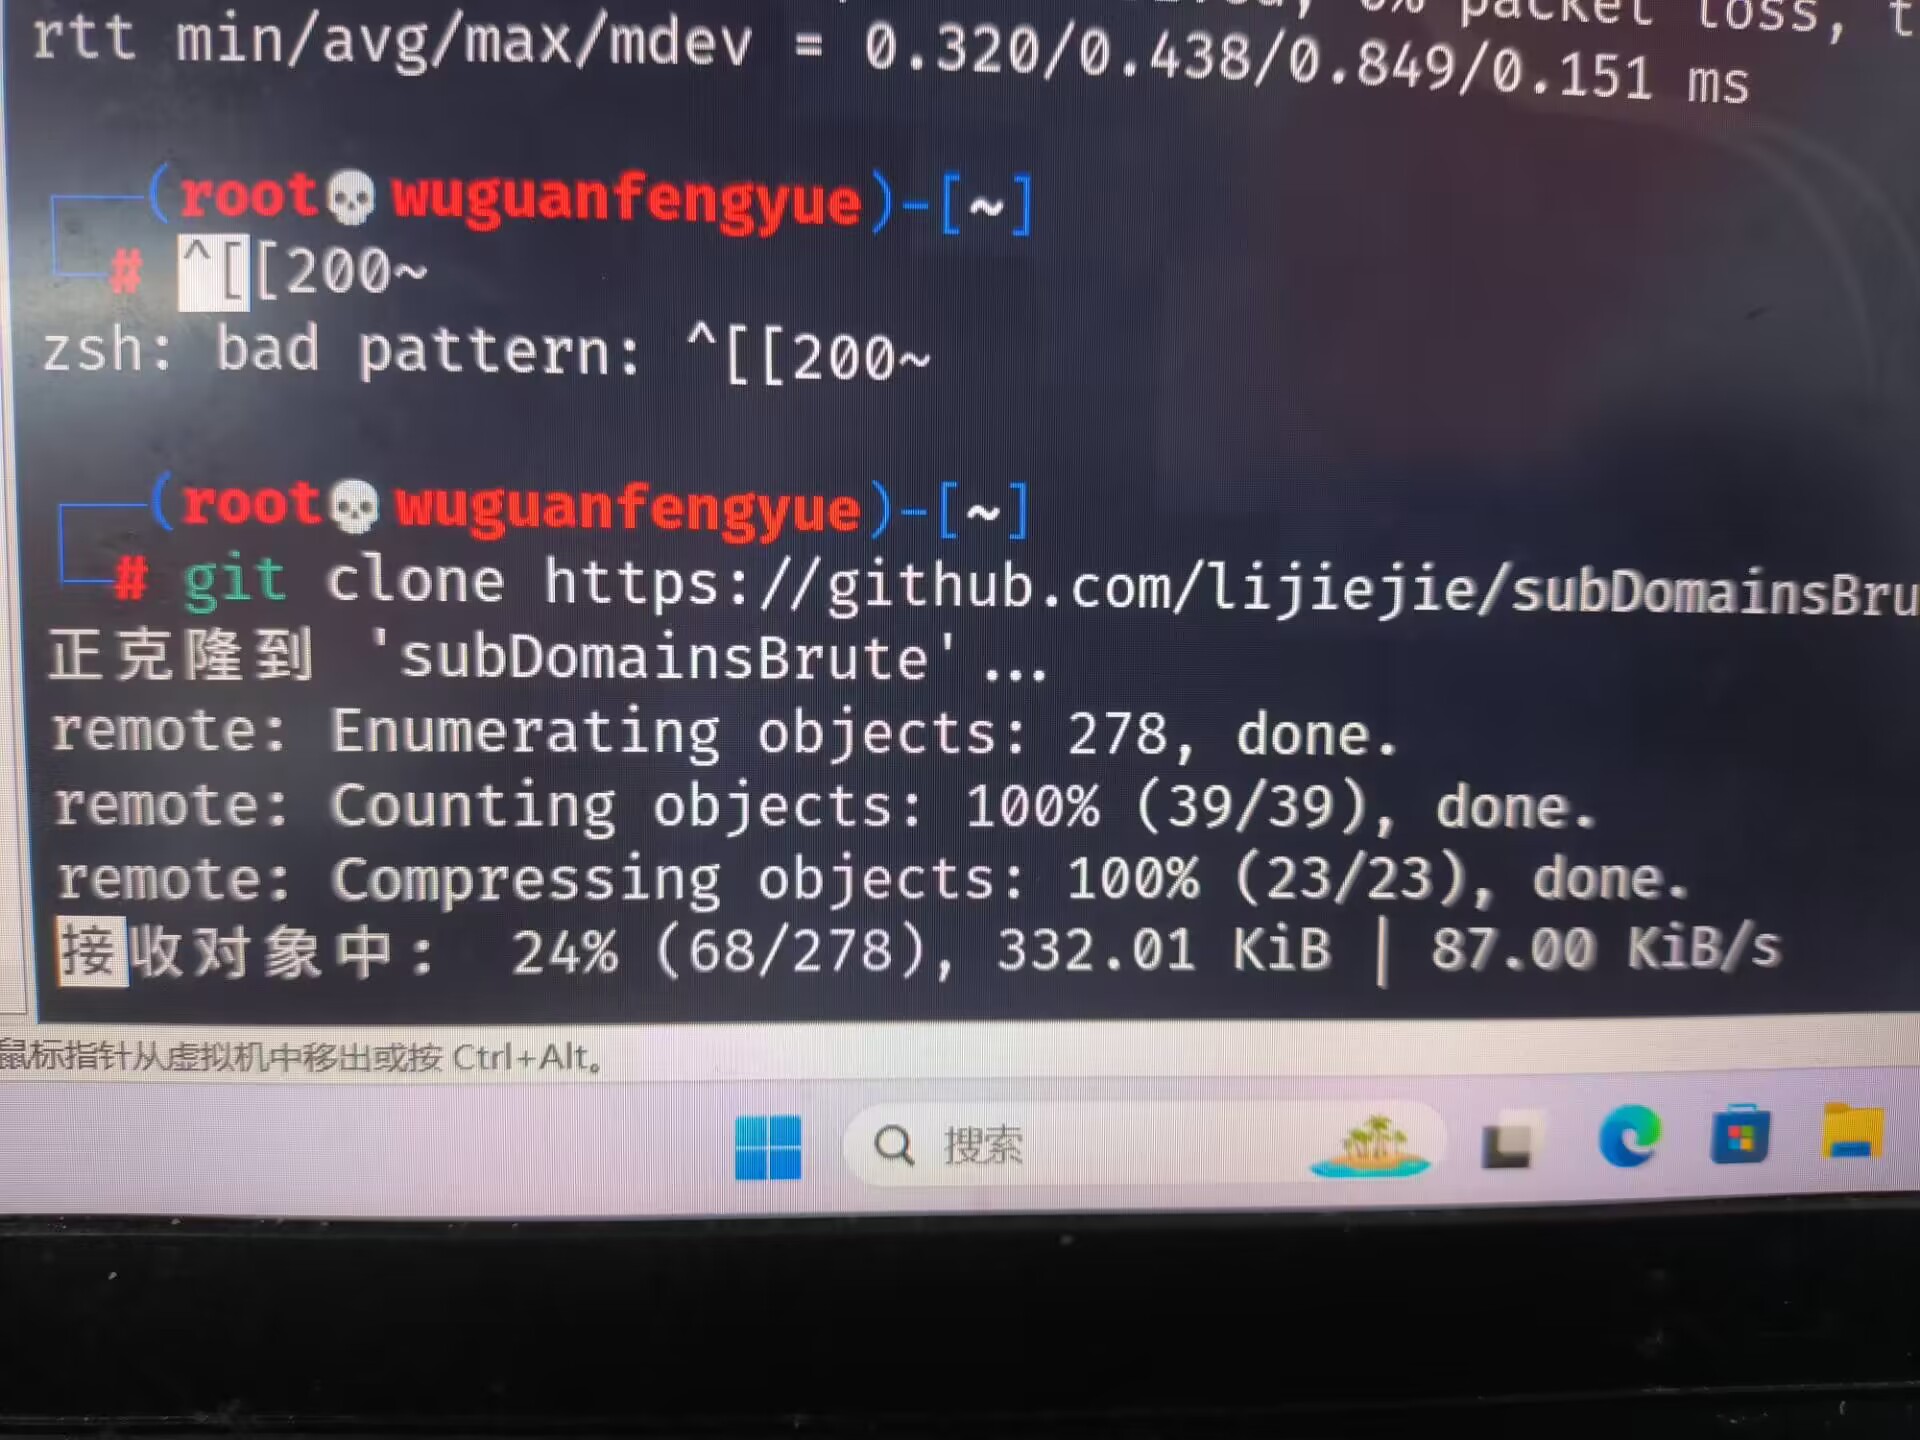 0% packet loss, t
rtt min/avg/max/mdev = 0.320/0.438/0.849/0.151 ms
(root💀wuguanfengyue)-[~]
# ^[[200~
zsh: bad pattern: ^[[200~
(root💀wuguanfengyue)-[~]
# git clone https://github.com/lijiejie/subDomainsBru
正克隆到 'subDomainsBrute'...
remote: Enumerating objects: 278, done.
remote: Counting objects: 100% (39/39), done.
remote: Compressing objects: 100% (23/23), done.
接收对象中: 24% (68/278), 332.01 KiB | 87.00 KiB/s
鼠标指针从虚拟机中移出或按 Ctrl+Alt。
搜索